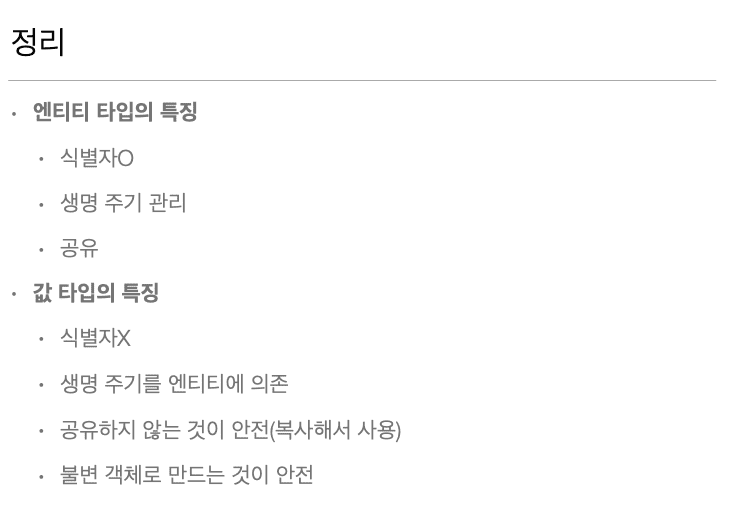 정리
• 엔티티 타입의 특징
• 식별자O
• 생명 주기 관리
• 공유
• 값 타입의 특징
• 식별자X
• 생명 주기를 엔티티에 의존
• 공유하지 않는 것이 안전(복사해서 사용)
• 불변 객체로 만드는 것이 안전